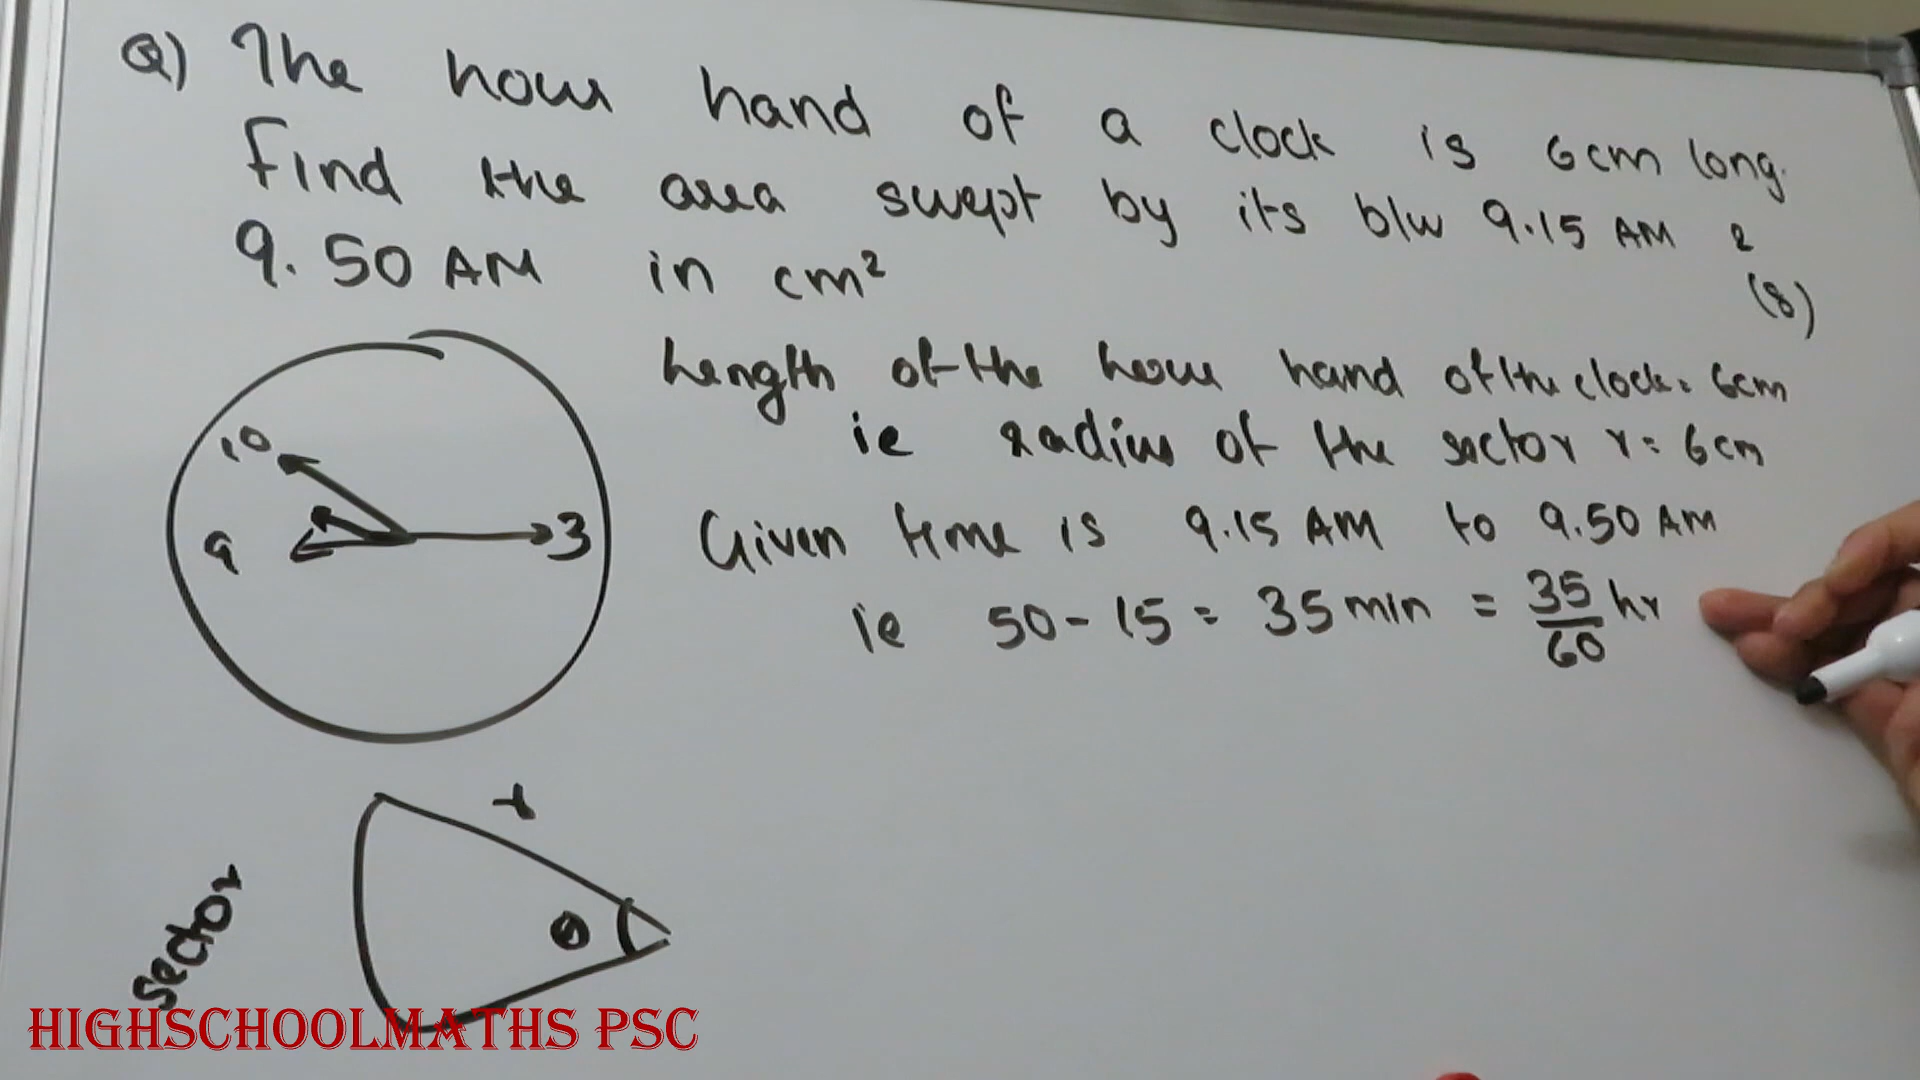 Q) The hour hand of a clock is 6cm long.
Find the area swept by its b/w 9.15 AM &
9.50 AM in cm²
(8)
Length of the hour hand of the clock = 6cm
ie radius of the sector r = 6cm
Given time is 9.15 AM to 9.50 AM
ie 50 - 15 = 35 min = 35/60 hr
10
9
3
r
θ
sector
HIGHSCHOOLMATHS PSC